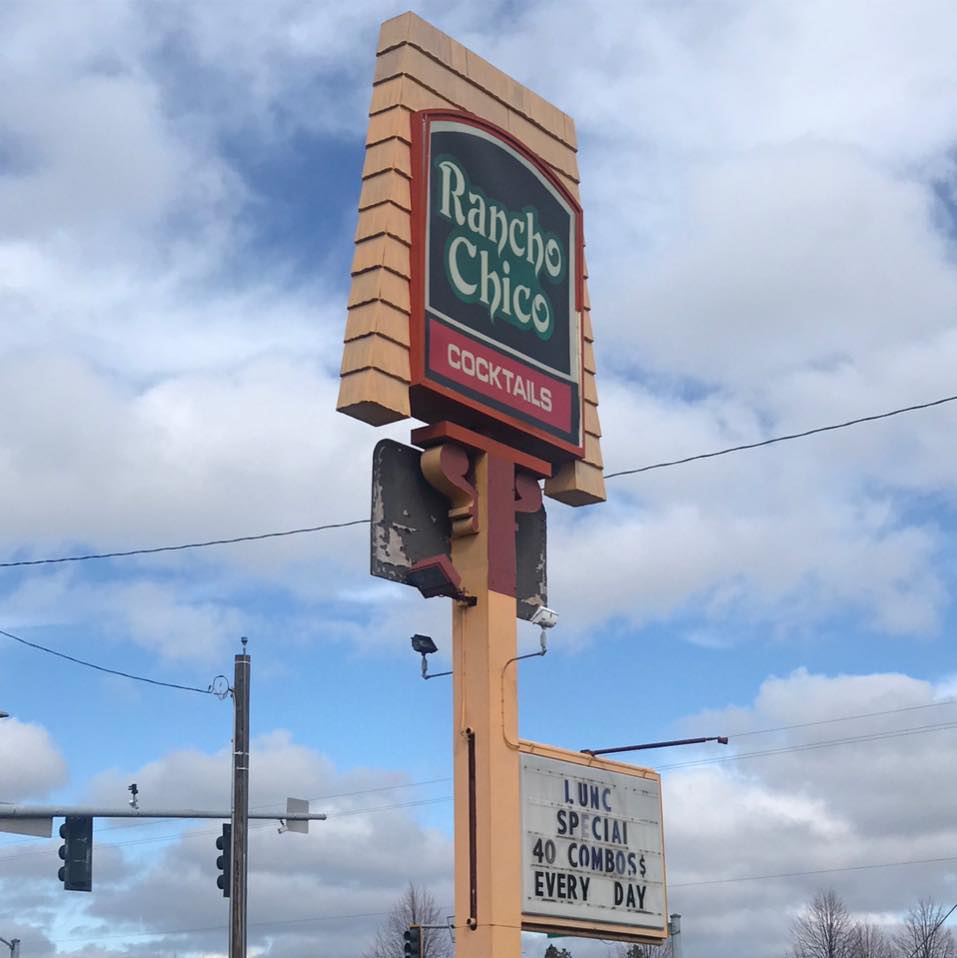 Rancho
Chico
COCKTAILS
LUNC
SPECIAl
40 COMBOS$
EVERY DAY